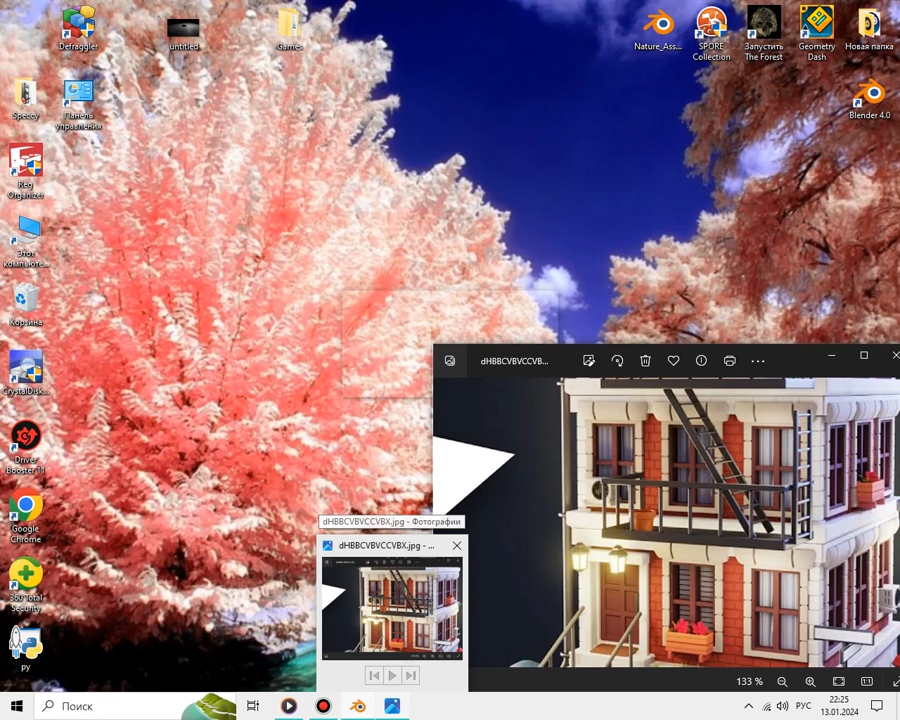 Defraggler
untitled
Games
Nature_Ass...
SPORE
Collection
Запустить
The Forest
Geometry
Dash
Новая папка
Speccy
Панель
управления
Blender 4.0
Reg
Organizer
Этот
компьюте...
Корзина
CrystalDisk...
Driver
Booster 11
Google
Chrome
360 Total
Security
py
dHBBCVBVCCVB...
dHBBCVBVCCVBX.jpg - Фотографии
dHBBCVBVCCVBX.jpg - ...
133 %
Поиск
РУС
22:25
13.01.2024